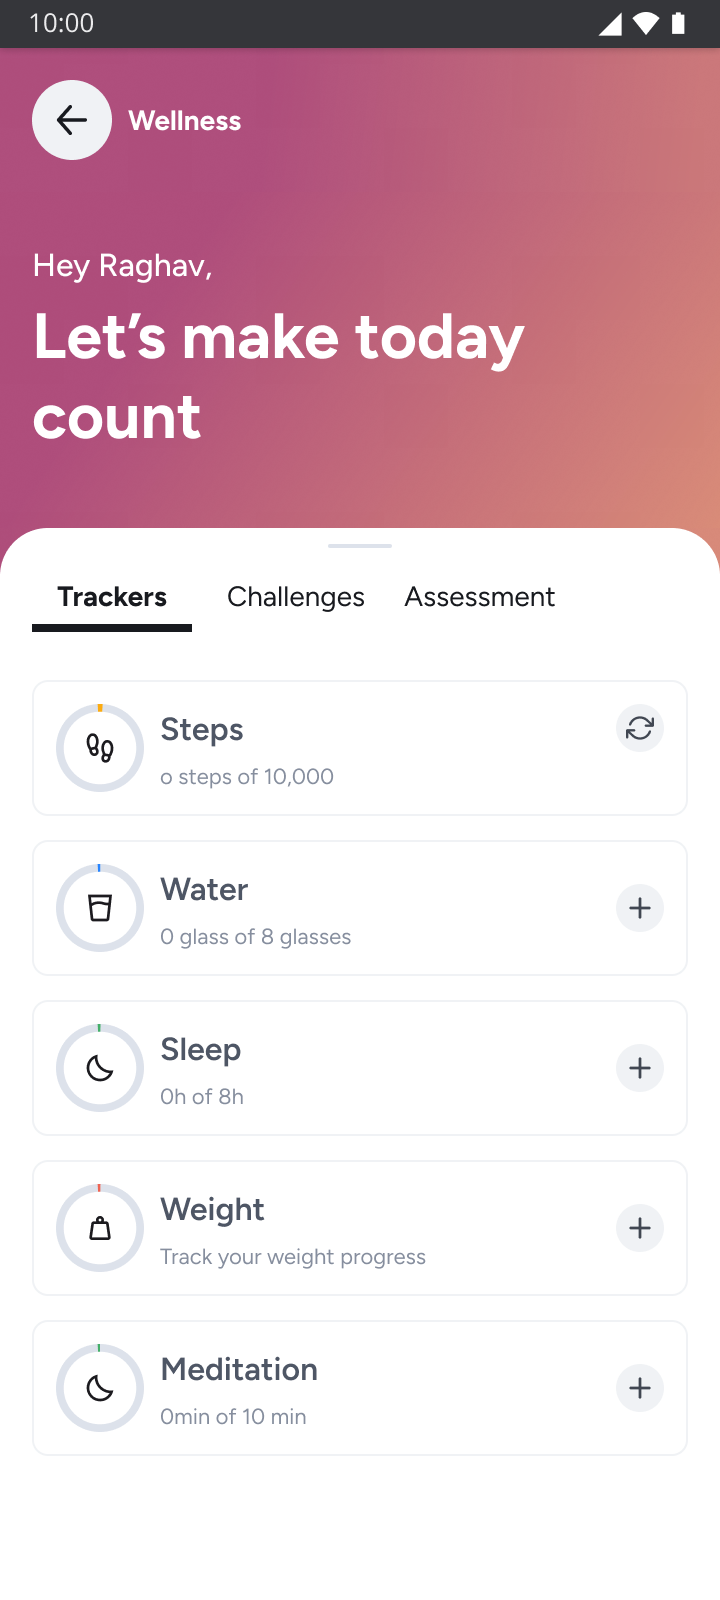 10:00
Wellness
Hey Raghav,
Let’s make today
count
Trackers Challenges Assessment
Steps
o steps of 10,000
Water
0 glass of 8 glasses
Sleep
0h of 8h
Weight
Track your weight progress
Meditation
0min of 10 min